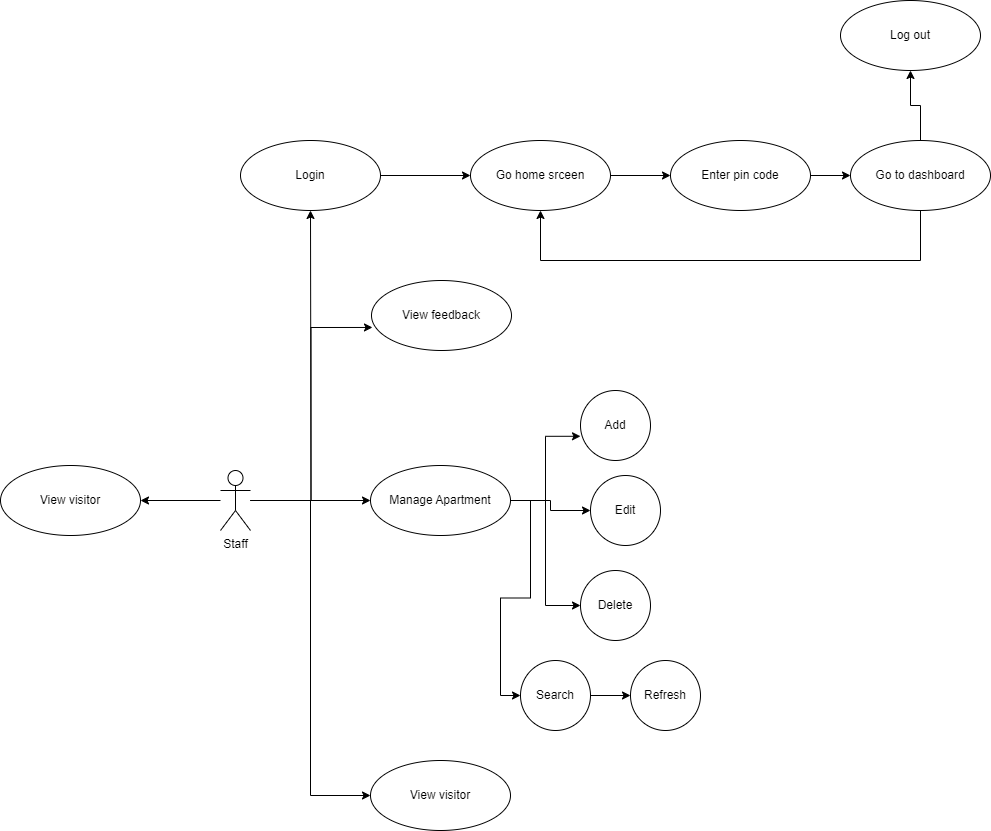 Log out
Login
Go home srceen
Enter pin code
Go to dashboard
View feedback
Add
View visitor
Staff
Manage Apartment
Edit
Delete
Search
Refresh
View visitor